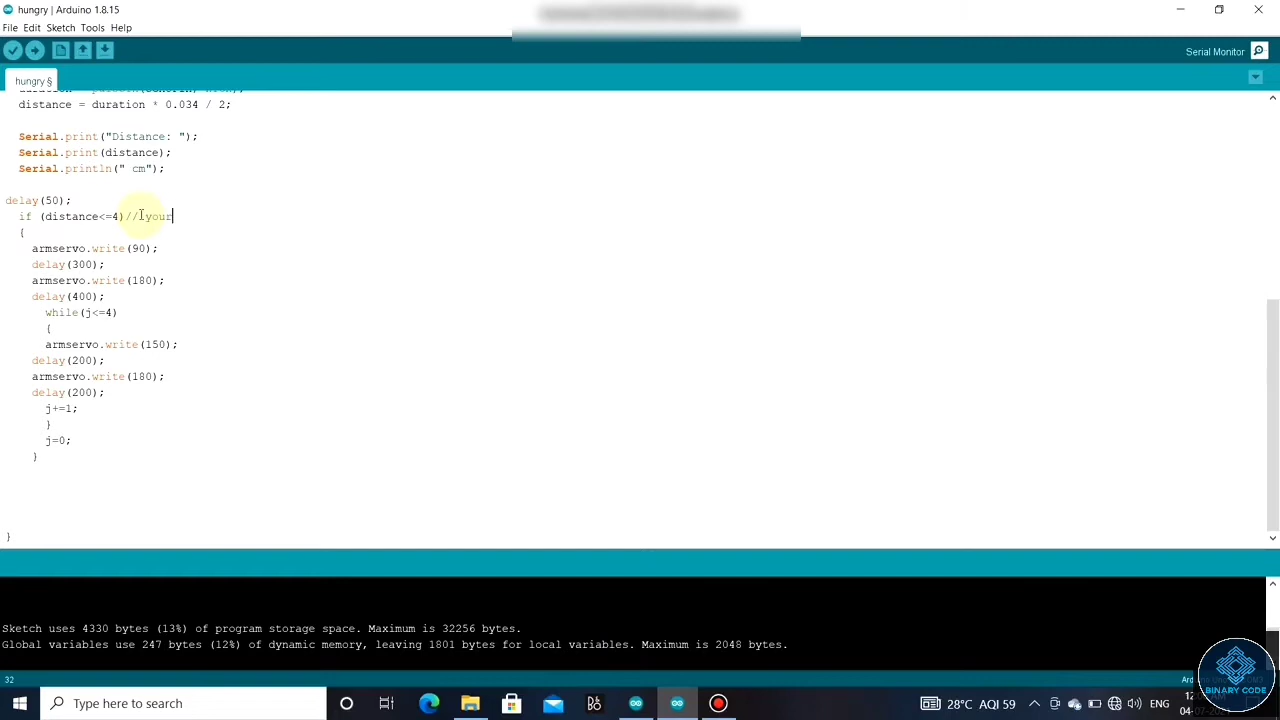 hungry | Arduino 1.8.15
File Edit Sketch Tools Help
Serial Monitor
hungry §
distance = duration * 0.034 / 2;
Serial.print("Distance: ");
Serial.print(distance);
Serial.println(" cm");
delay(50);
if (distance<=4)// your
{
armservo.write(90);
delay(300);
armservo.write(180);
delay(400);
while(j<=4)
{
armservo.write(150);
delay(200);
armservo.write(180);
delay(200);
j+=1;
}
j=0;
}
}
Sketch uses 4330 bytes (13%) of program storage space. Maximum is 32256 bytes.
Global variables use 247 bytes (12%) of dynamic memory, leaving 1801 bytes for local variables. Maximum is 2048 bytes.
32
Type here to search
28°C AQI 59
ENG
BINARY CODE